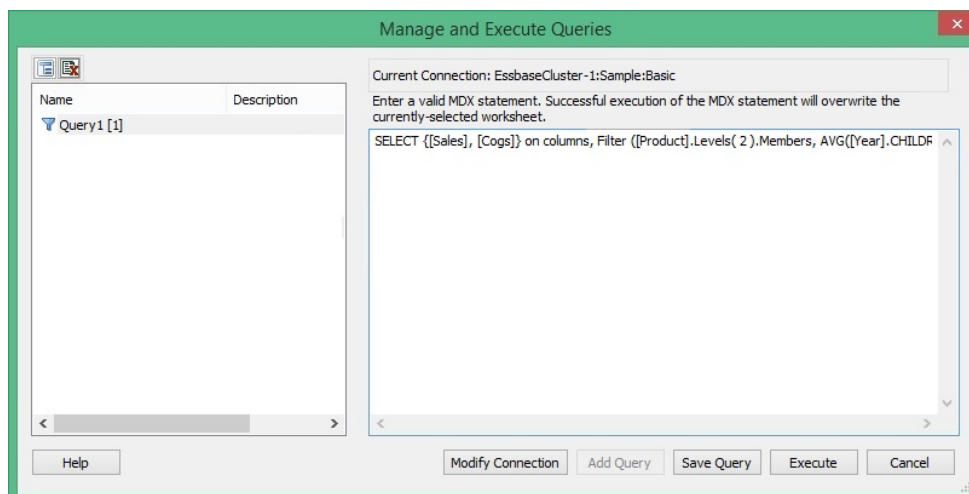 Manage and Execute Queries
Name
Description
Query1 [1]
Current Connection: EssbaseCluster-1:Sample:Basic
Enter a valid MDX statement. Successful execution of the MDX statement will overwrite the
currently-selected worksheet.
SELECT {[Sales], [Cogs]} on columns, Filter ([Product].Levels( 2 ).Members, AVG([Year].CHILDR
Help
Modify Connection
Add Query
Save Query
Execute
Cancel